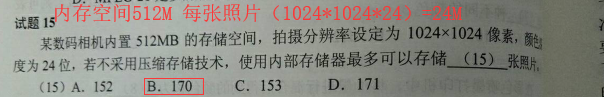 内存空间512M 每张照片（1024*1024*24）=24M
试题15
某数码相机内置 512MB 的存储空间，拍摄分辨率设定为 1024×1024 像素，颜色
度为 24 位，若不采用压缩存储技术，使用内部存储器最多可以存储 （15） 张照片。
（15）A. 152 B. 170 C. 153 D. 171